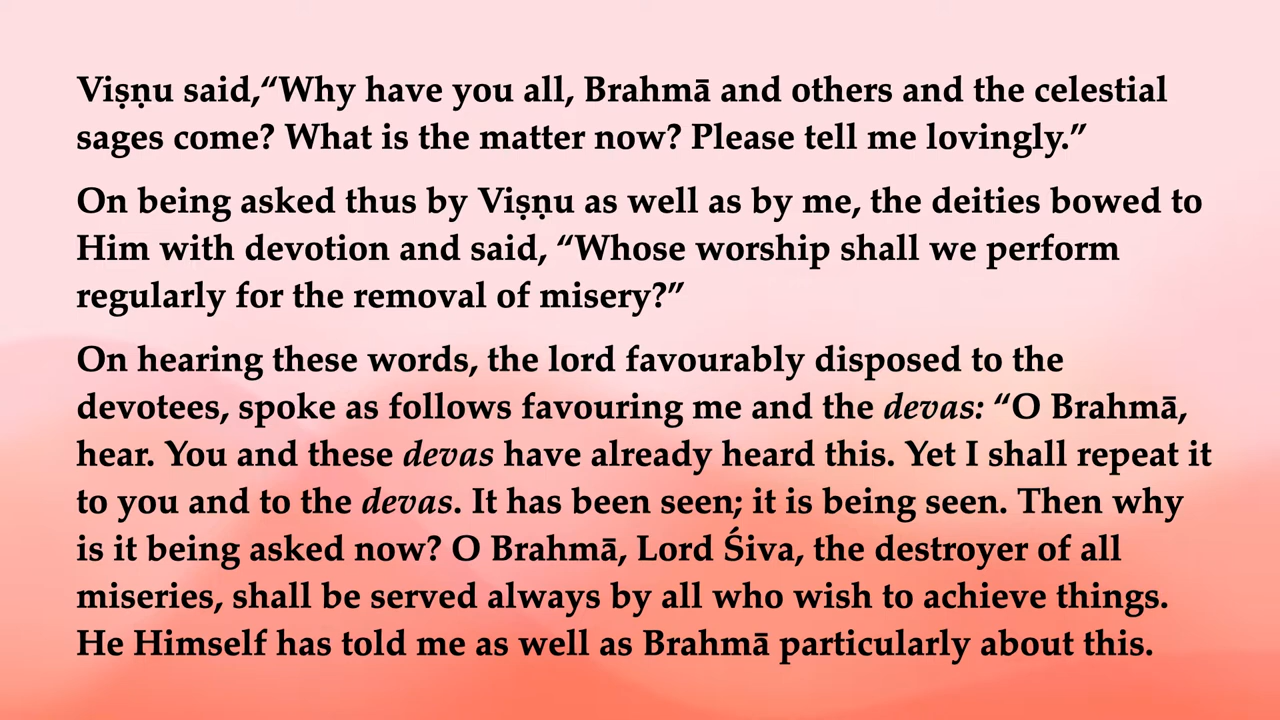 Viṣṇu said,“Why have you all, Brahmā and others and the celestial
sages come? What is the matter now? Please tell me lovingly.”
On being asked thus by Viṣṇu as well as by me, the deities bowed to
Him with devotion and said, “Whose worship shall we perform
regularly for the removal of misery?”
On hearing these words, the lord favourably disposed to the
devotees, spoke as follows favouring me and the devas: “O Brahmā,
hear. You and these devas have already heard this. Yet I shall repeat it
to you and to the devas. It has been seen; it is being seen. Then why
is it being asked now? O Brahmā, Lord Śiva, the destroyer of all
miseries, shall be served always by all who wish to achieve things.
He Himself has told me as well as Brahmā particularly about this.